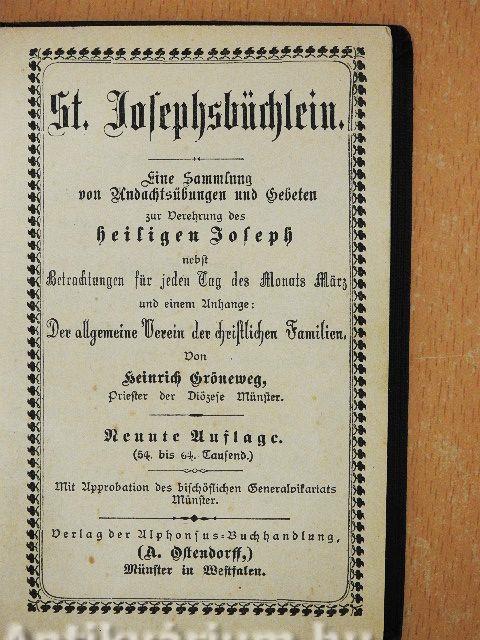 St. Josephsbüchlein.
Eine Sammlung
von Andachtsübungen und Gebeten
zur Verehrung des
heiligen Joseph
nebst
Betrachtungen für jeden Tag des Monats März
und einem Anhange:
Der allgemeine Verein der christlichen Familien.
Von
Heinrich Gröneweg,
Priester der Diözese Münster.
Neunte Auflage.
(54. bis 64. Tausend.)
Mit Approbation des bischöflichen Generalvikariats
Münster.
Verlag der Alphonsus-Buchhandlung,
(A. Ostendorff,)
Münster in Westfalen.
Antikvarium.hu